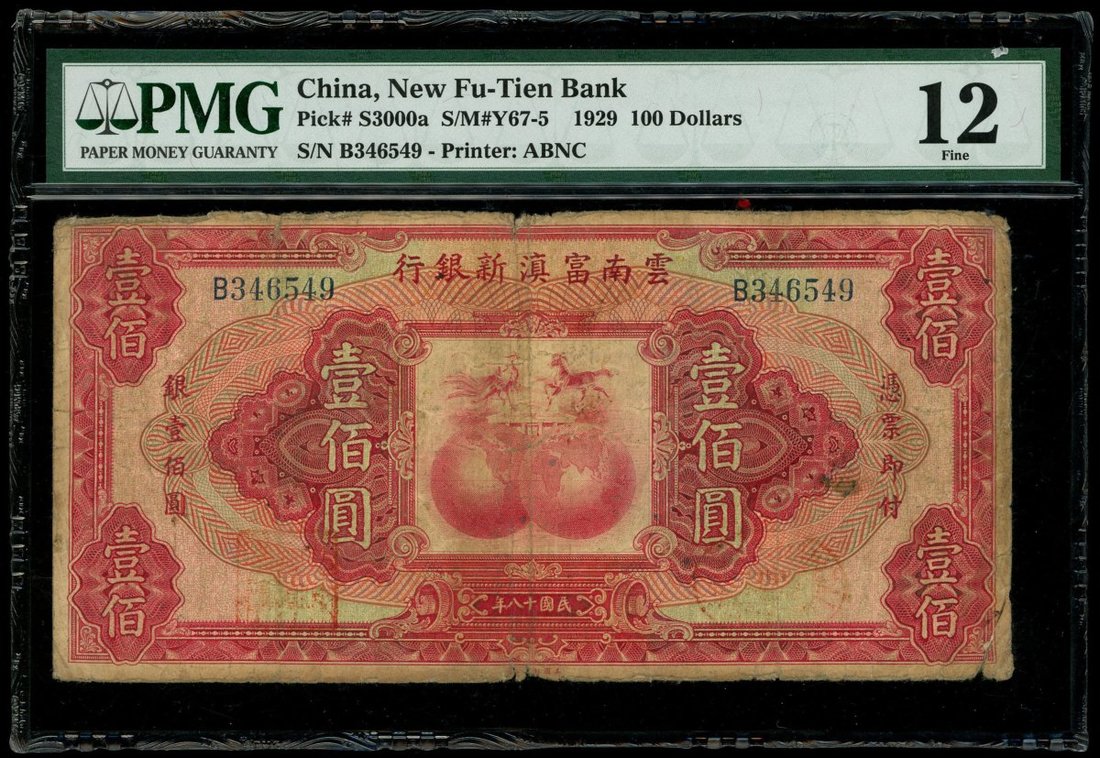 PMG
PAPER MONEY GUARANTY
China, New Fu-Tien Bank
Pick# S3000a S/M#Y67-5 1929 100 Dollars
S/N B346549 - Printer: ABNC
12
Fine
行銀新滇富南雲
B346549
B346549
壹佰
壹佰
銀壹佰圓
壹佰圓
壹佰圓
憑票即付
壹佰
壹佰
年八十國民